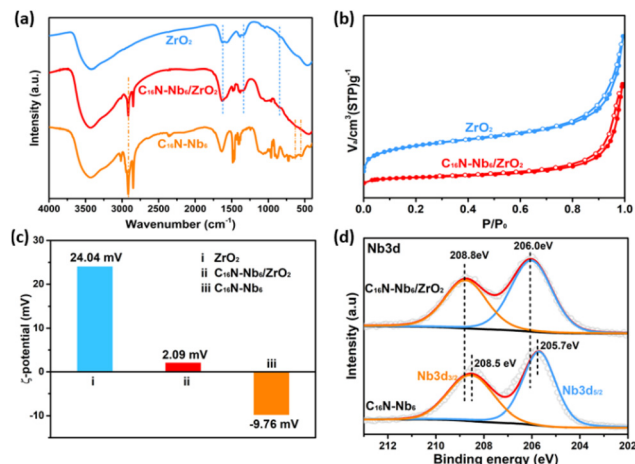 (a)
ZrO₂
C₁₆N-Nb₆/ZrO₂
C₁₆N-Nb₆
Intensity (a.u.)
4000 3500 3000 2500 2000 1500 1000 500
Wavenumber (cm⁻¹)
(b)
ZrO₂
C₁₆N-Nb₆/ZrO₂
0.0 0.2 0.4 0.6 0.8 1.0
P/P₀
(c)
30
20
10
0
-10
ζ-potential (mV)
24.04 mV
i ZrO₂
ii C₁₆N-Nb₆/ZrO₂
iii C₁₆N-Nb₆
2.09 mV
iii
i
ii
-9.76 mV
(d)
Nb3d
208.8eV
206.0eV
C₁₆N-Nb₆/ZrO₂
208.5 eV
205.7eV
Nb3d₃/₂
Nb3d₅/₂
C₁₆N-Nb₆
Intensity (a.u)
212 210 208 206 204 202
Binding energy (eV)